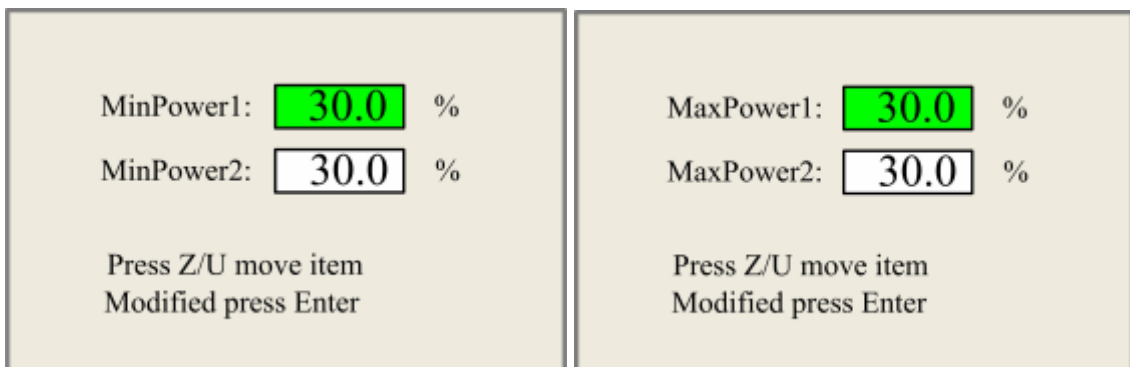 MinPower1: 30.0 %
MinPower2: 30.0 %
Press Z/U move item
Modified press Enter
MaxPower1: 30.0 %
MaxPower2: 30.0 %
Press Z/U move item
Modified press Enter